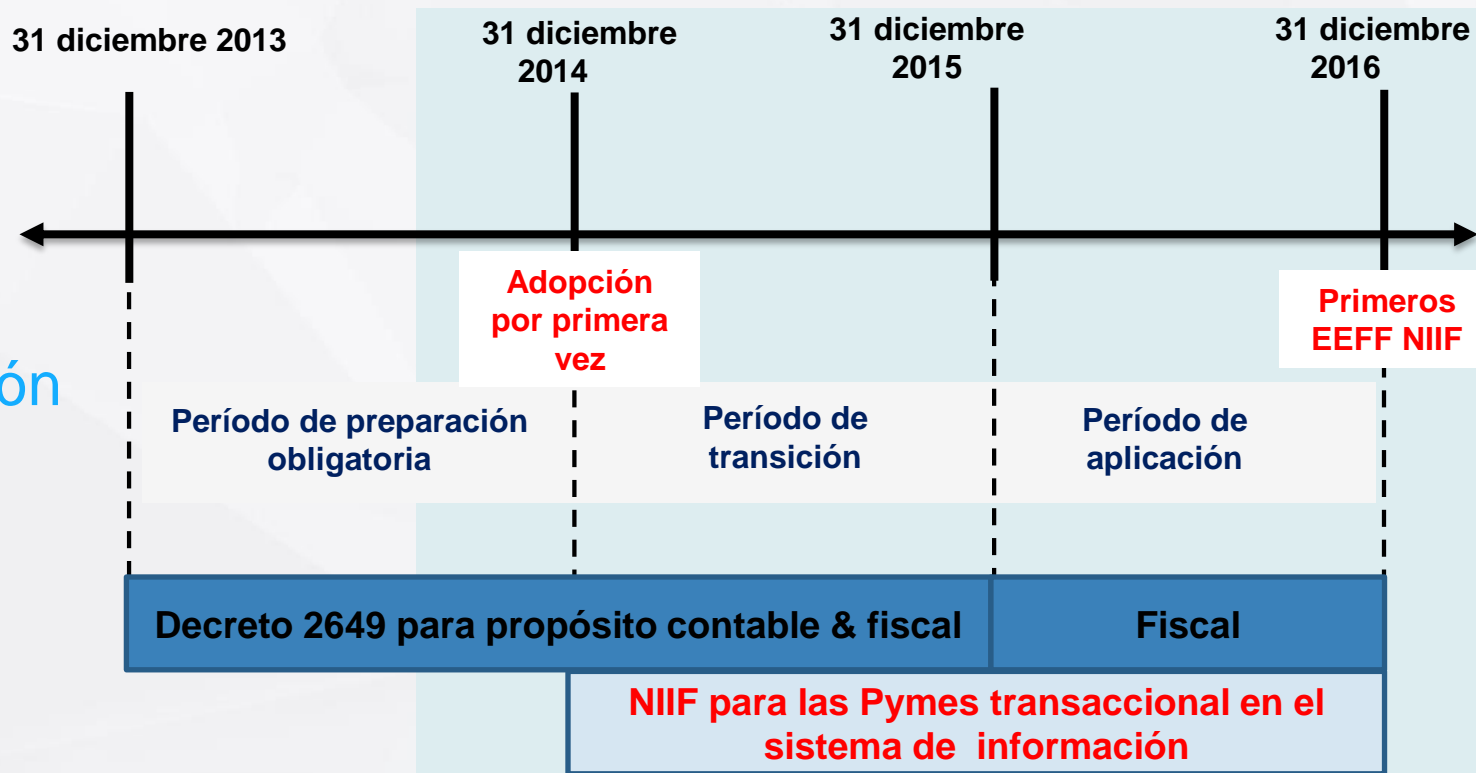 31 diciembre 2013
31 diciembre
2014
31 diciembre
2015
31 diciembre
2016
Adopción
por primera
vez
Primeros
EEFF NIIF
ón
Período de preparación
obligatoria
Período de
transición
Período de
aplicación
Decreto 2649 para propósito contable & fiscal
Fiscal
NIIF para las Pymes transaccional en el
sistema de información